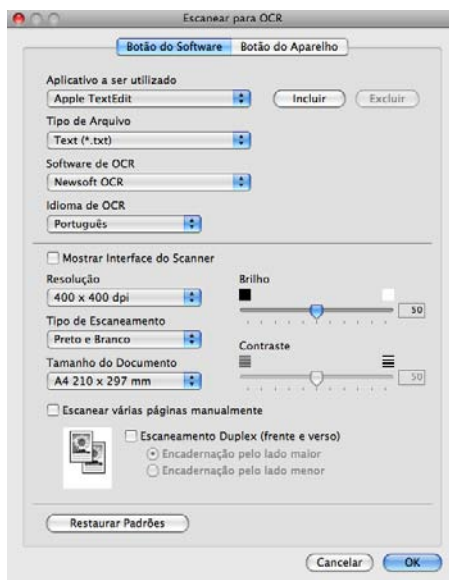 Escanear para OCR
Botão do Software Botão do Aparelho
Aplicativo a ser utilizado
Apple TextEdit Incluir Excluir
Tipo de Arquivo
Text (*.txt)
Software de OCR
Newsoft OCR
Idioma de OCR
Português
Mostrar Interface do Scanner
Resolução Brilho
400 x 400 dpi 50
Tipo de Escaneamento
Preto e Branco Contraste
Tamanho do Documento
A4 210 x 297 mm 50
Escanear várias páginas manualmente
Escaneamento Duplex (frente e verso)
Encadernação pelo lado maior
Encadernação pelo lado menor
Restaurar Padrões
Cancelar OK